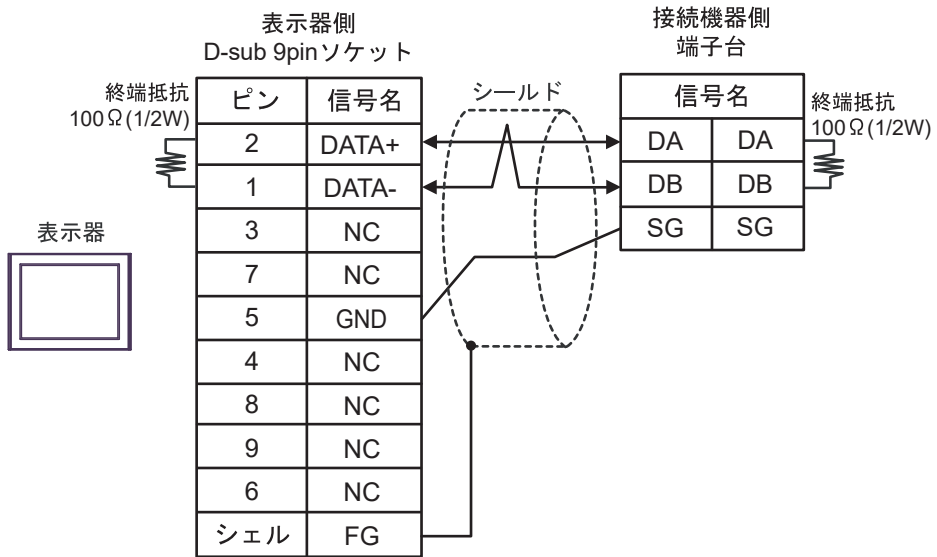 表示器側
D-sub 9pinソケット
接続機器側
端子台
終端抵抗
100Ω(1/2W)
ピン 信号名
2 DATA+
1 DATA-
3 NC
7 NC
5 GND
4 NC
8 NC
9 NC
6 NC
シェル FG
シールド
信号名
DA DA
DB DB
SG SG
終端抵抗
100Ω(1/2W)
表示器